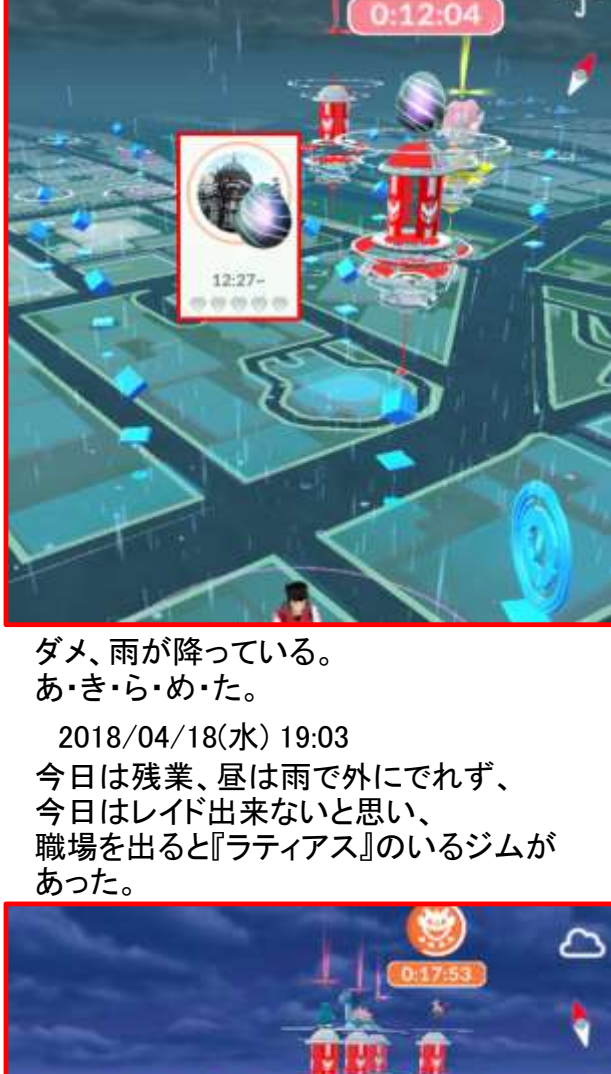 0:12:04
12:27~
ダメ、雨が降っている。
あ・き・ら・め・た。
2018/04/18(水) 19:03
今日は残業、昼は雨で外にでれず、
今日はレイド出来ないと思い、
職場を出ると『ラティアス』のいるジムが
あった。
0:17:53